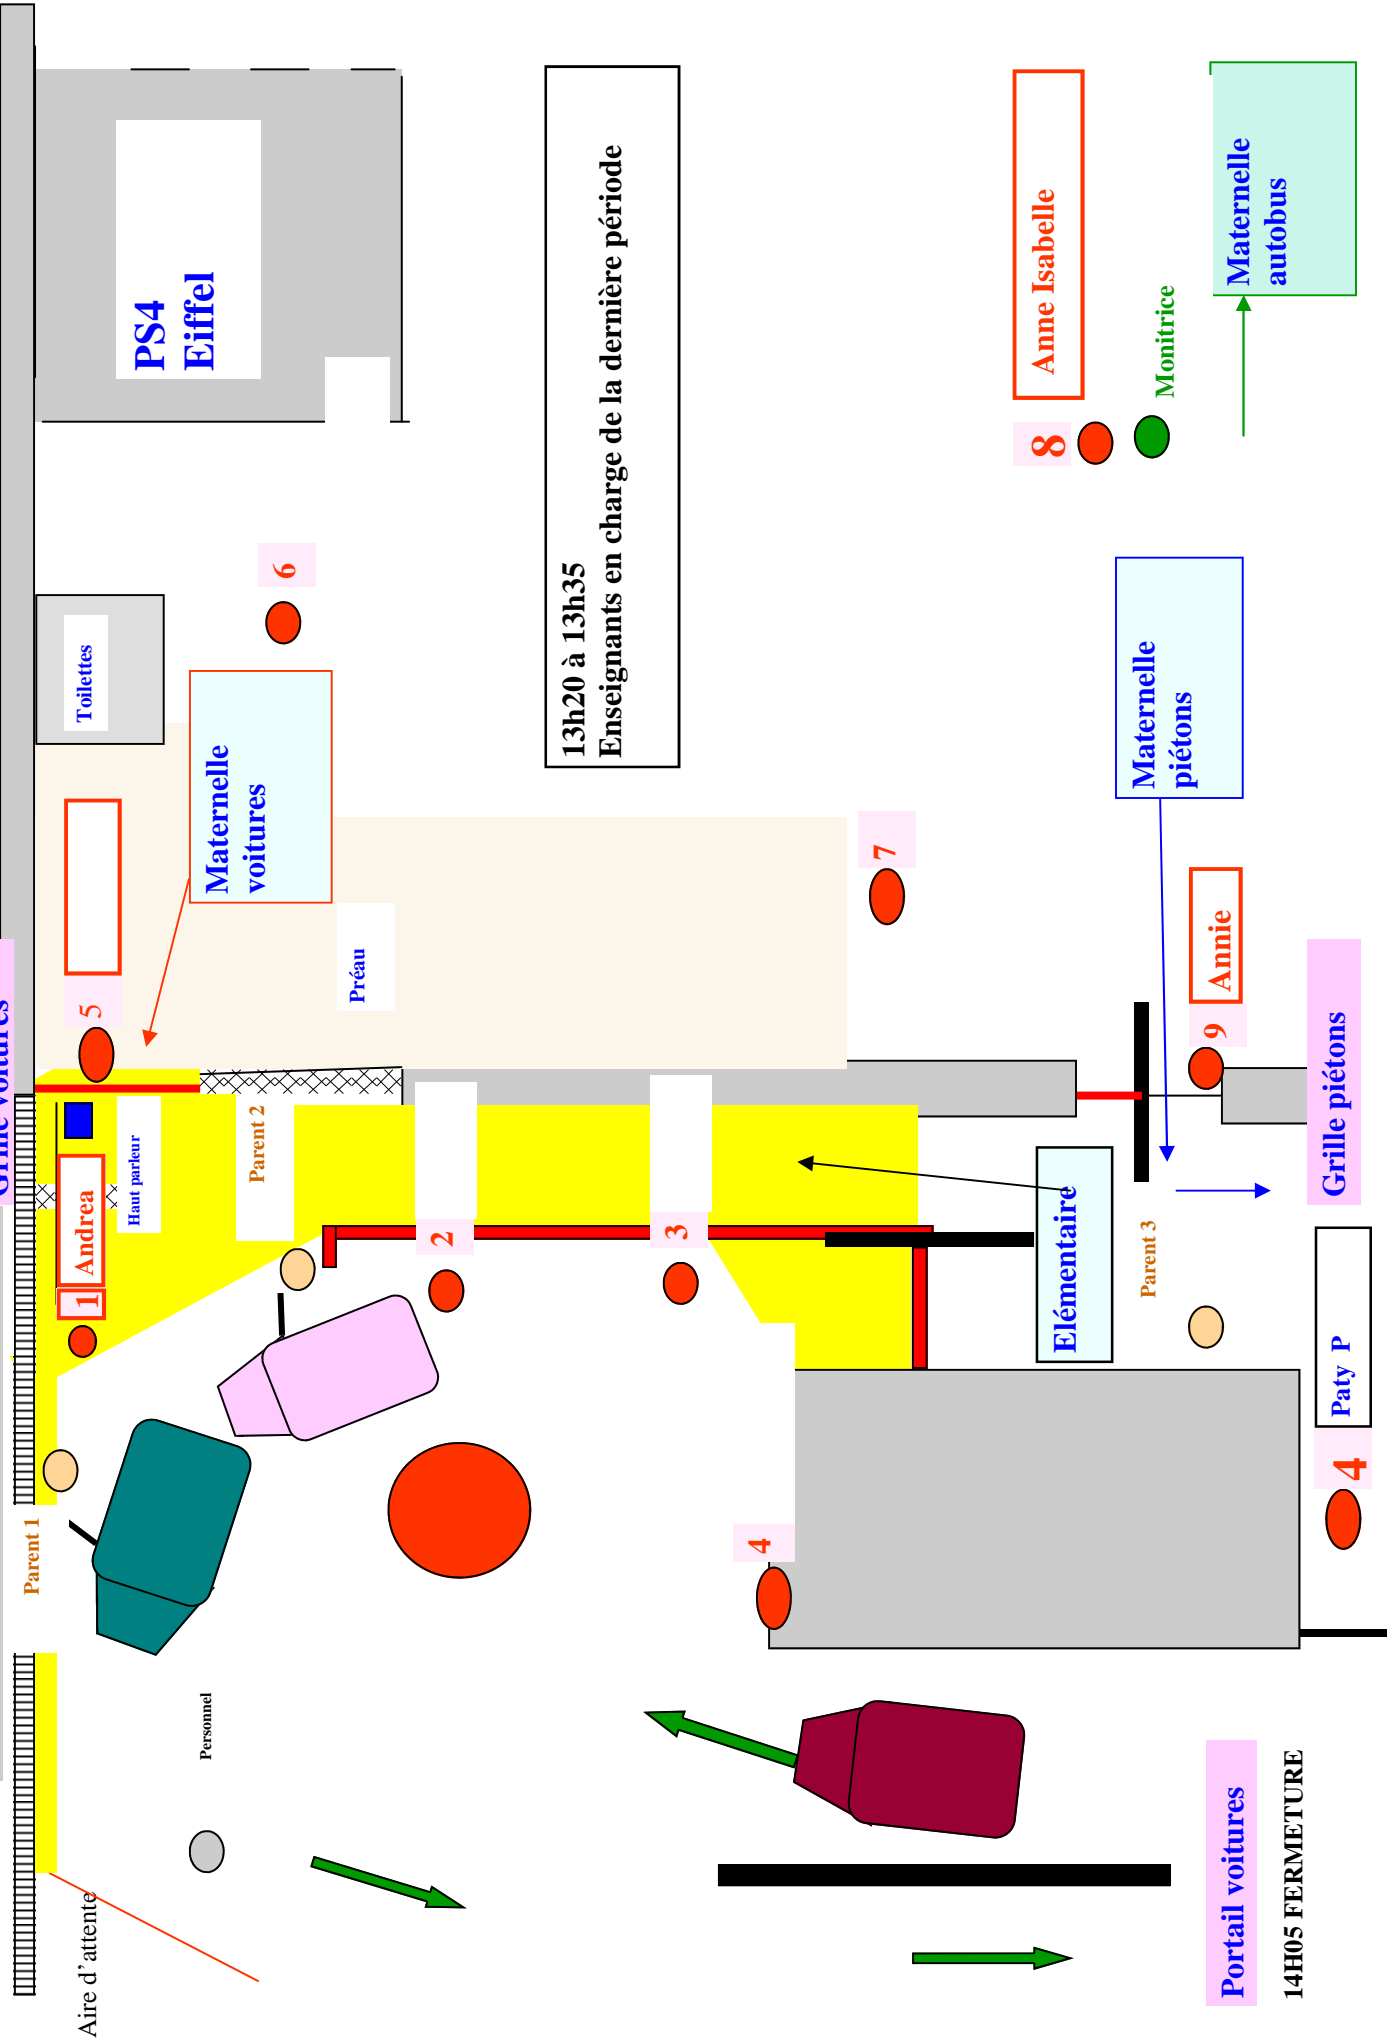 Grille voitures
Parent 1
Aire d'attente
1
Andrea
5
Toilettes
Haut parleur
PS4
Eiffel
Personnel
Parent 2
Maternelle
voitures
6
Préau
2
13h20 à 13h35
Enseignants en charge de la dernière période
3
4
7
Elémentaire
8
Anne Isabelle
Parent 3
Maternelle
piétons
Monitrice
9
Annie
Maternelle
autobus
Portail voitures
14H05 FERMETURE
Grille piétons
4
Paty P